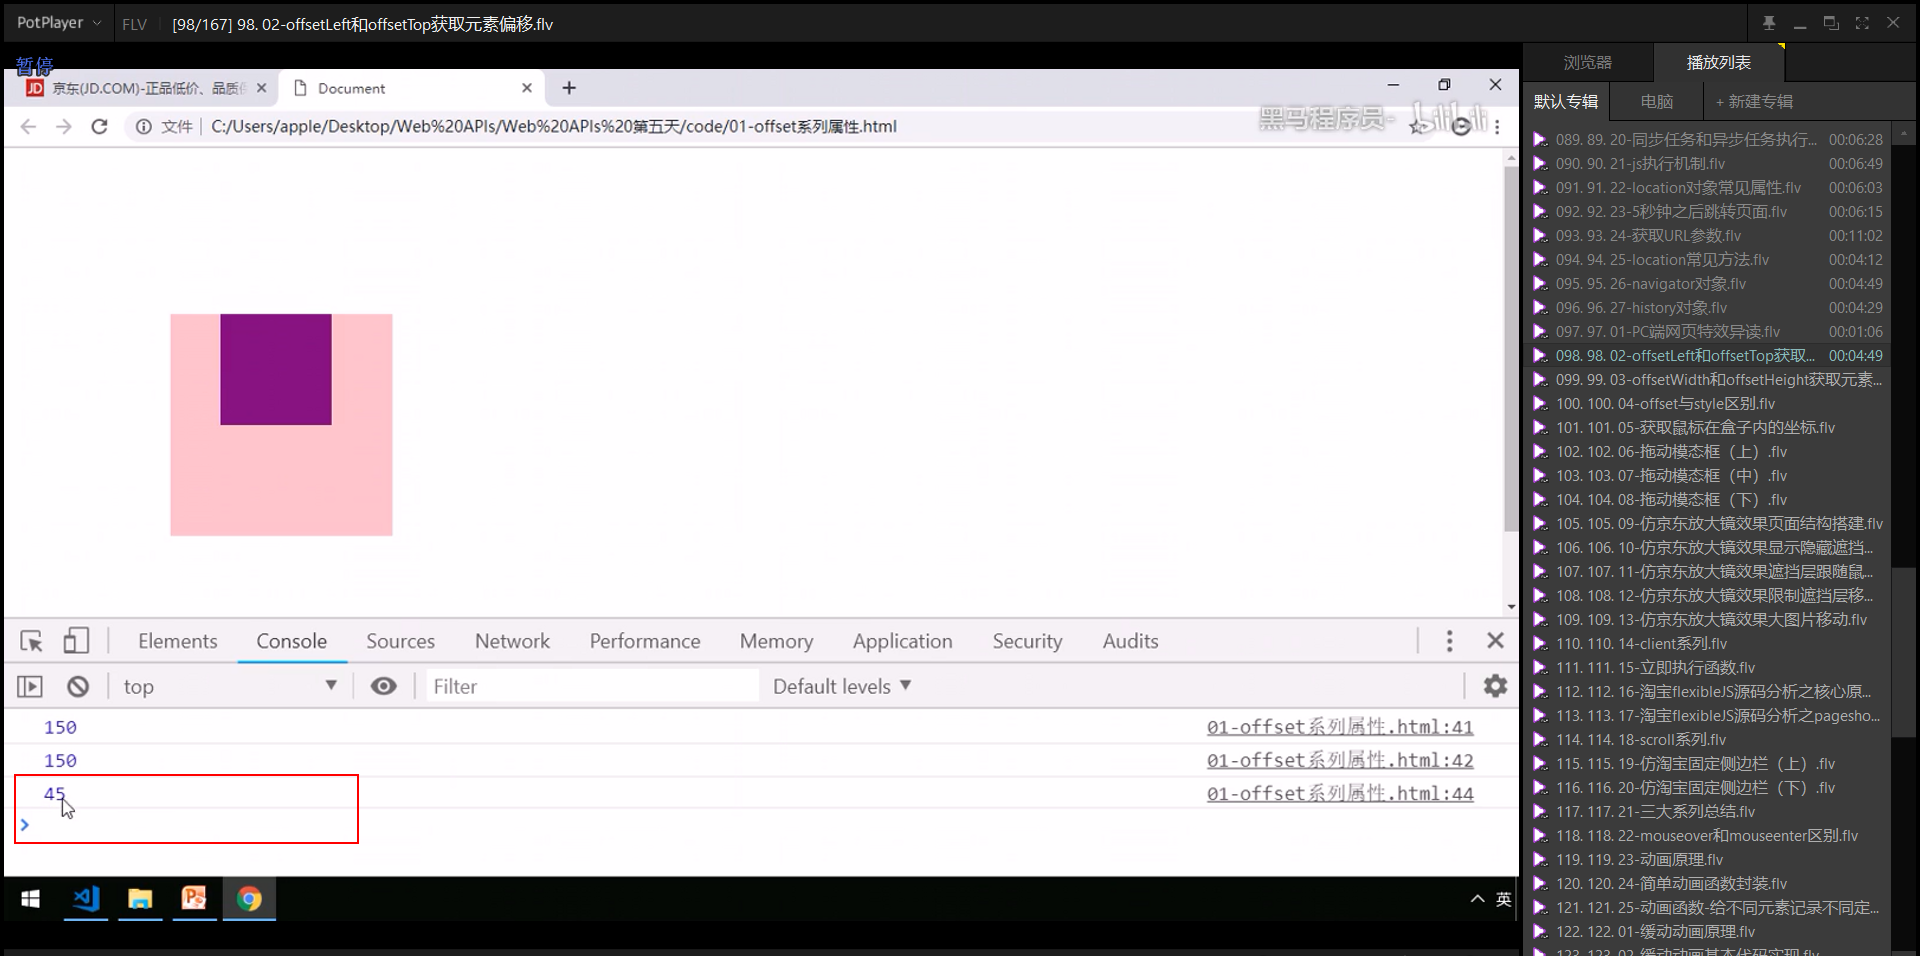 PotPlayer
FLV
[98/167] 98. 02-offsetLeft和offsetTop获取元素偏移.flv
暂停
JD 京东(JD.COM)-正品低价、品质
Document
文件 C:/Users/apple/Desktop/Web%20APIs/Web%20APIs%20第五天/code/01-offset系列属性.html
黑马程序员-
bilibili
Elements Console Sources Network Performance Memory Application Security Audits
top Filter Default levels
150 01-offset系列属性.html:41
150 01-offset系列属性.html:42
45 01-offset系列属性.html:44
英
浏览器 播放列表
默认专辑 电脑 + 新建专辑
089. 89. 20-同步任务和异步任务执行... 00:06:28
090. 90. 21-js执行机制.flv 00:06:49
091. 91. 22-location对象常见属性.flv 00:06:03
092. 92. 23-5秒钟之后跳转页面.flv 00:06:15
093. 93. 24-获取URL参数.flv 00:11:02
094. 94. 25-location常见方法.flv 00:04:12
095. 95. 26-navigator对象.flv 00:04:49
096. 96. 27-history对象.flv 00:04:29
097. 97. 01-PC端网页特效导读.flv 00:01:06
098. 98. 02-offsetLeft和offsetTop获取... 00:04:49
099. 99. 03-offsetWidth和offsetHeight获取元素...
100. 100. 04-offset与style区别.flv
101. 101. 05-获取鼠标在盒子内的坐标.flv
102. 102. 06-拖动模态框（上）.flv
103. 103. 07-拖动模态框（中）.flv
104. 104. 08-拖动模态框（下）.flv
105. 105. 09-仿京东放大镜效果页面结构搭建.flv
106. 106. 10-仿京东放大镜效果显示隐藏遮挡...
107. 107. 11-仿京东放大镜效果遮挡层跟随鼠...
108. 108. 12-仿京东放大镜效果限制遮挡层移...
109. 109. 13-仿京东放大镜效果大图片移动.flv
110. 110. 14-client系列.flv
111. 111. 15-立即执行函数.flv
112. 112. 16-淘宝flexibleJS源码分析之核心原...
113. 113. 17-淘宝flexibleJS源码分析之pagesho...
114. 114. 18-scroll系列.flv
115. 115. 19-仿淘宝固定侧边栏（上）.flv
116. 116. 20-仿淘宝固定侧边栏（下）.flv
117. 117. 21-三大系列总结.flv
118. 118. 22-mouseover和mouseenter区别.flv
119. 119. 23-动画原理.flv
120. 120. 24-简单动画函数封装.flv
121. 121. 25-动画函数-给不同元素记录不同定...
122. 122. 01-缓动动画原理.flv
123. 123. 02-缓动动画基本代码实现.flv